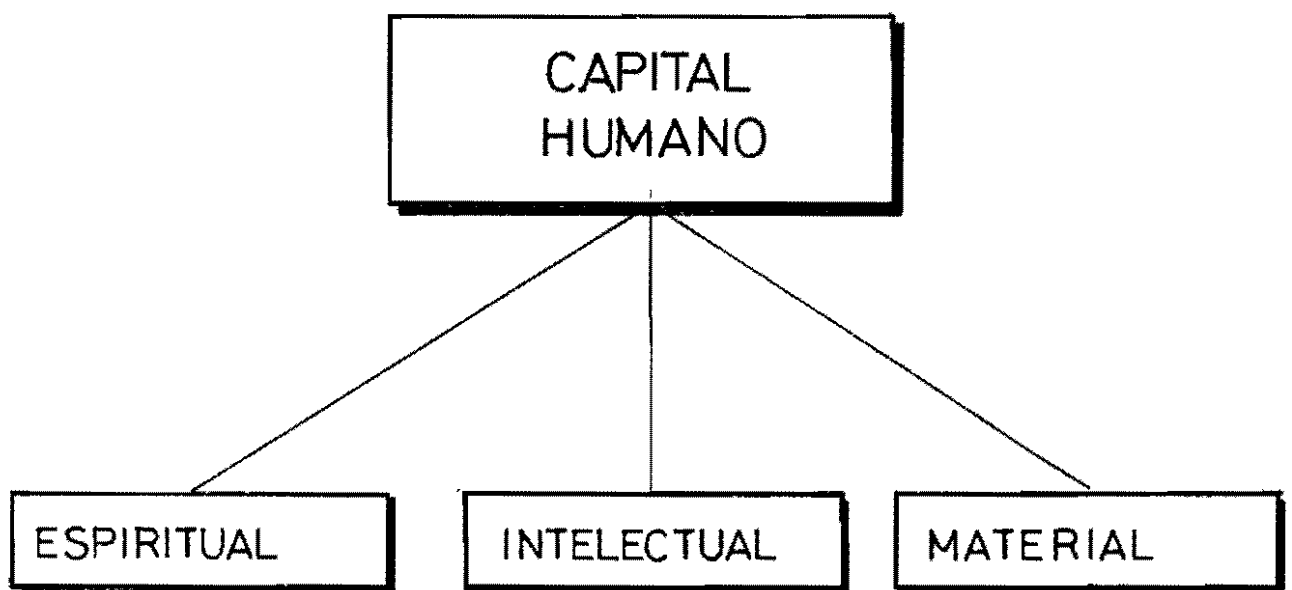 CAPITAL
HUMANO
ESPIRITUAL
INTELECTUAL
MATERIAL